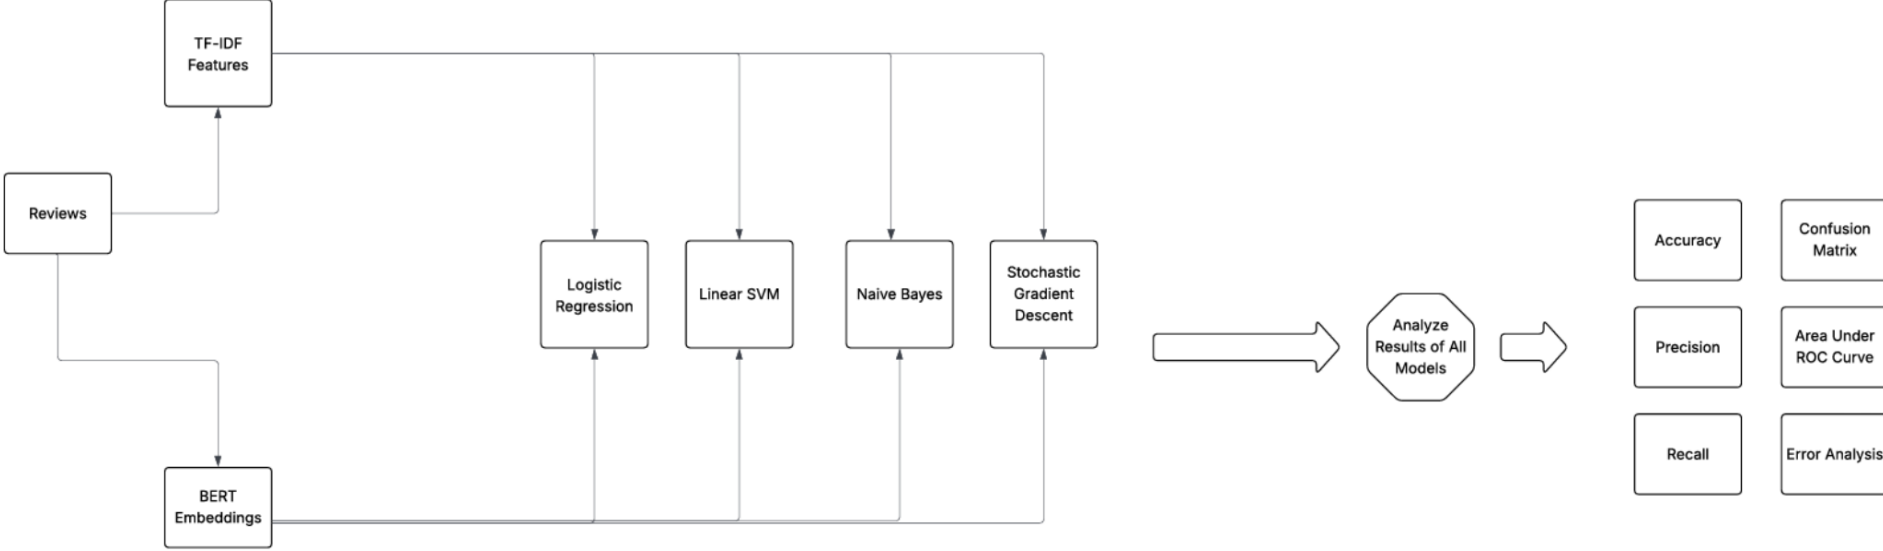 TF-IDF
Features
Reviews
BERT
Embeddings
Logistic
Regression
Linear SVM
Naive Bayes
Stochastic
Gradient
Descent
Analyze
Results of All
Models
Accuracy
Confusion
Matrix
Precision
Area Under
ROC Curve
Recall
Error Analysis